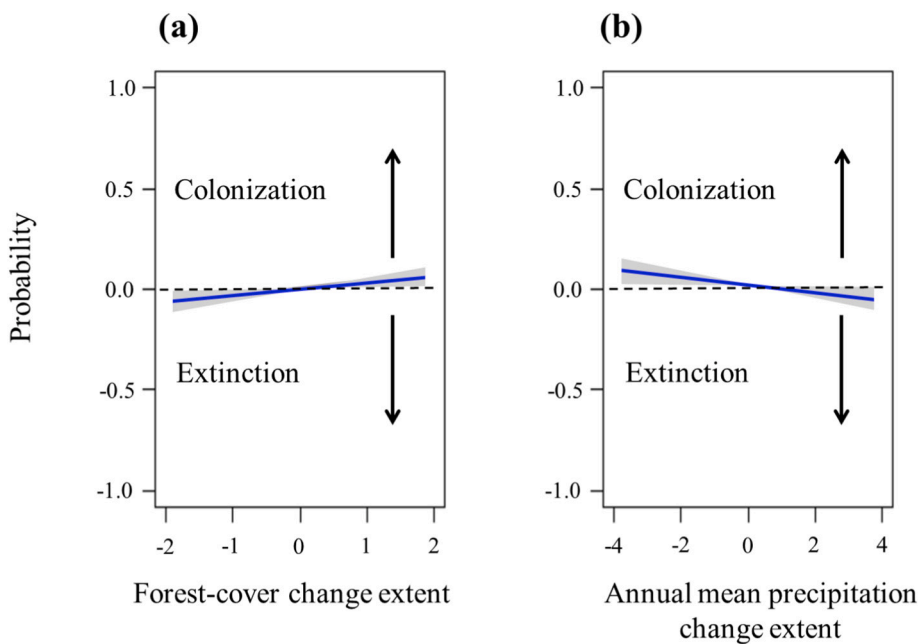 (a)
(b)
Probability
1.0
0.5
0.0
-0.5
-1.0
Colonization
Extinction
-2 -1 0 1 2
Forest-cover change extent
1.0
0.5
0.0
-0.5
-1.0
Colonization
Extinction
-4 -2 0 2 4
Annual mean precipitation
change extent